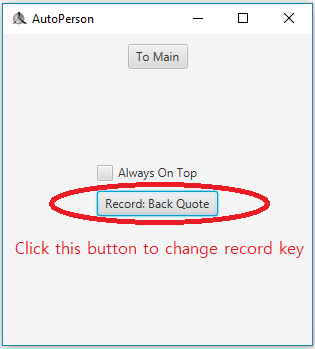 AutoPerson
To Main
Always On Top
Record: Back Quote
Click this button to change record key